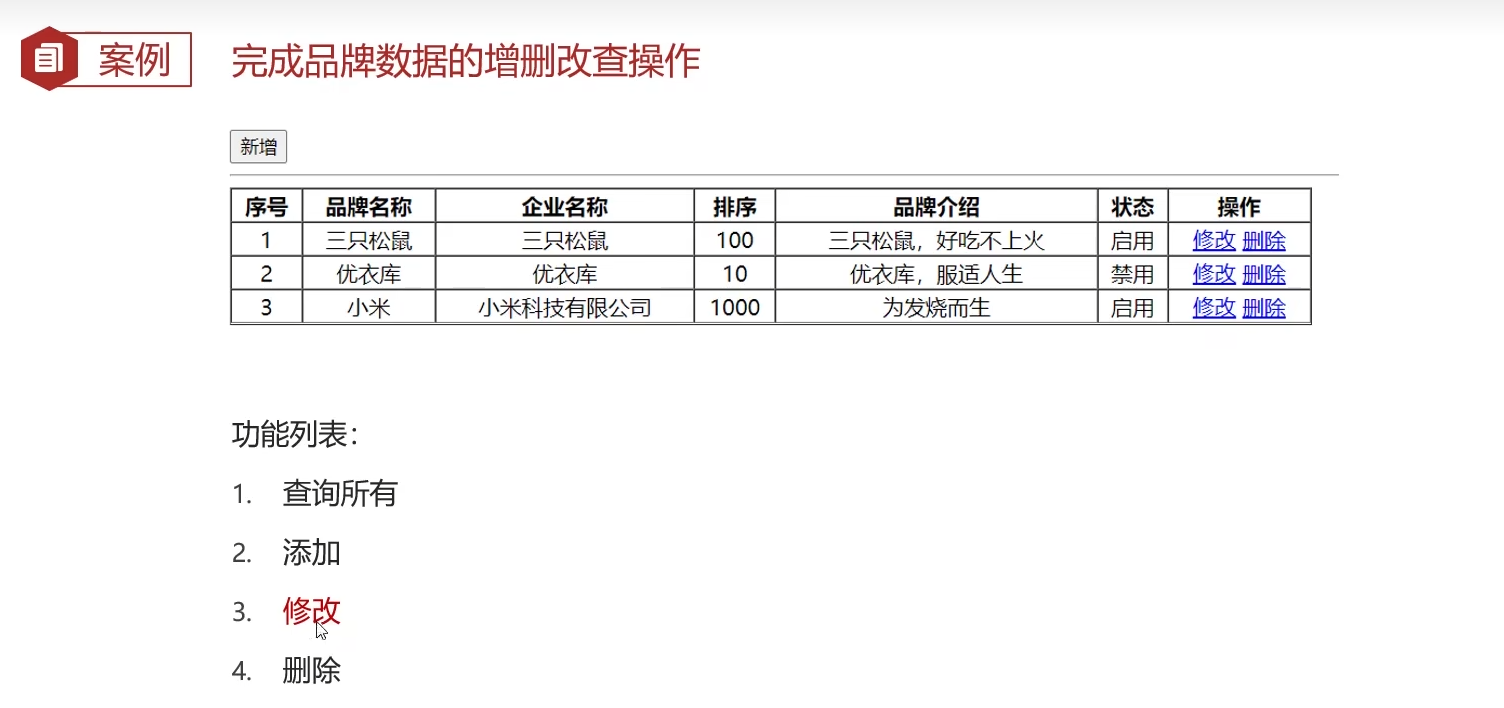 案例 完成品牌数据的增删改查操作
新增
序号 品牌名称 企业名称 排序 品牌介绍 状态 操作
1 三只松鼠 三只松鼠 100 三只松鼠，好吃不上火 启用 修改 删除
2 优衣库 优衣库 10 优衣库，服适人生 禁用 修改 删除
3 小米 小米科技有限公司 1000 为发烧而生 启用 修改 删除
功能列表：
1. 查询所有
2. 添加
3. 修改
4. 删除